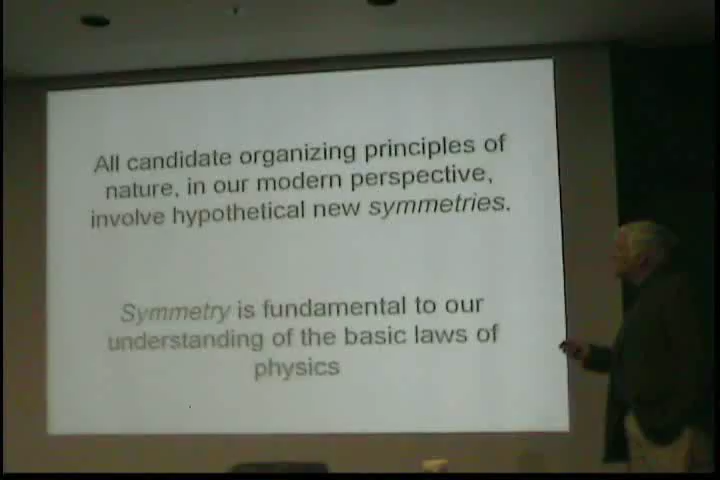 All candidate organizing principles of
nature, in our modern perspective,
involve hypothetical new symmetries.
Symmetry is fundamental to our
understanding of the basic laws of
physics